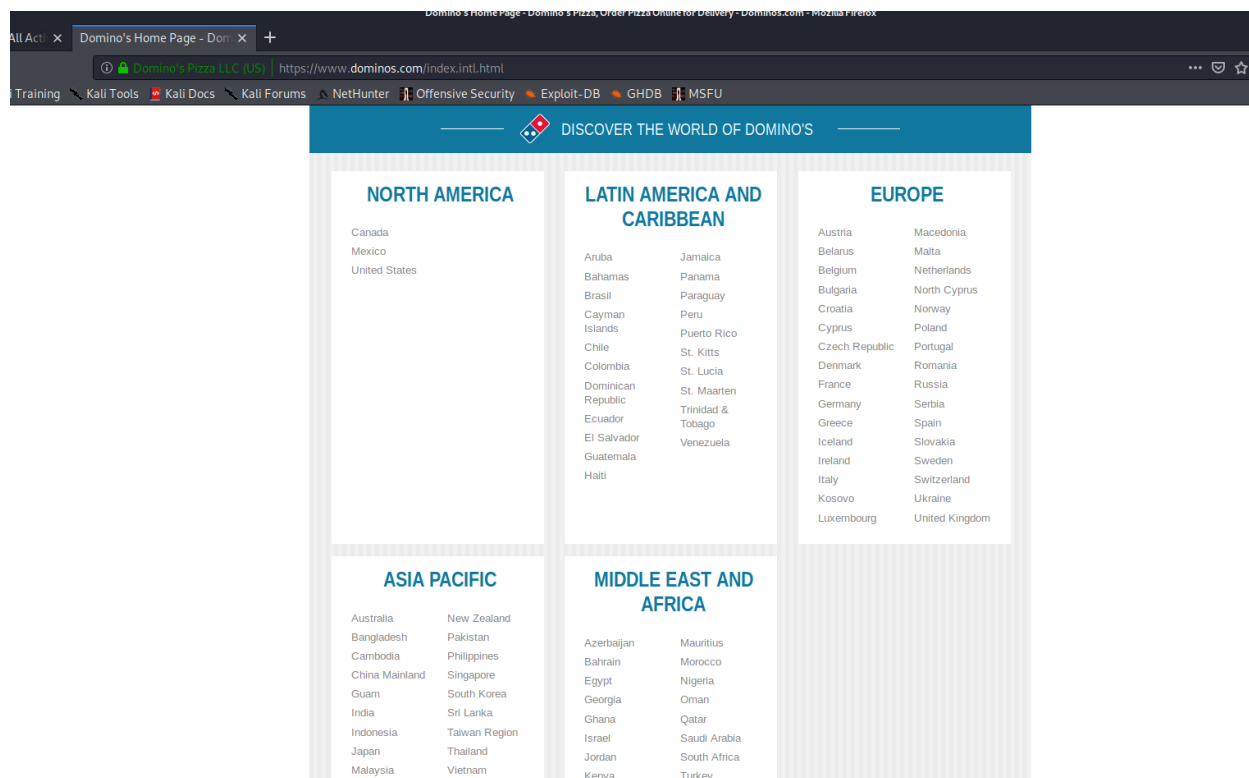 Domino's Home Page - Domino's Pizza, Order Pizza Online for Delivery - Dominos.com - Mozilla Firefox
All Acti
Domino's Home Page - Dom
Domino's Pizza LLC (US) https://www.dominos.com/index.intl.html
i Training Kali Tools Kali Docs Kali Forums NetHunter Offensive Security Exploit-DB GHDB MSFU
DISCOVER THE WORLD OF DOMINO'S
NORTH AMERICA
Canada
Mexico
United States
LATIN AMERICA AND
CARIBBEAN
Aruba
Bahamas
Brasil
Cayman
Islands
Chile
Colombia
Dominican
Republic
Ecuador
El Salvador
Guatemala
Haiti
Jamaica
Panama
Paraguay
Peru
Puerto Rico
St. Kitts
St. Lucia
St. Maarten
Trinidad &
Tobago
Venezuela
EUROPE
Austria
Belarus
Belgium
Bulgaria
Croatia
Cyprus
Czech Republic
Denmark
France
Germany
Greece
Iceland
Ireland
Italy
Kosovo
Luxembourg
Macedonia
Malta
Netherlands
North Cyprus
Norway
Poland
Portugal
Romania
Russia
Serbia
Spain
Slovakia
Sweden
Switzerland
Ukraine
United Kingdom
ASIA PACIFIC
Australia
Bangladesh
Cambodia
China Mainland
Guam
India
Indonesia
Japan
Malaysia
New Zealand
Pakistan
Philippines
Singapore
South Korea
Sri Lanka
Taiwan Region
Thailand
Vietnam
MIDDLE EAST AND
AFRICA
Azerbaijan
Bahrain
Egypt
Georgia
Ghana
Israel
Jordan
Kenya
Mauritius
Morocco
Nigeria
Oman
Qatar
Saudi Arabia
South Africa
Turkey